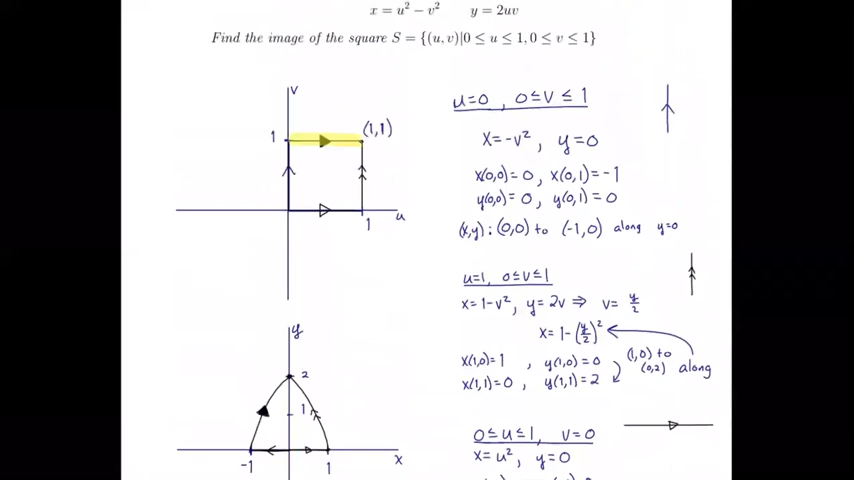 x = u² − v² y = 2uv
Find the image of the square S = {(u, v)|0 ≤ u ≤ 1, 0 ≤ v ≤ 1}
v
1
(1,1)
1
u
u=0, 0≤v≤1
x=-v², y=0
x(0,0)=0, x(0,1)=-1
y(0,0)=0, y(0,1)=0
(x,y): (0,0) to (-1,0) along y=0
u=1, 0≤v≤1
x=1-v², y=2v ⇒ v= y/2
x=1-(y/2)²
x(1,0)=1, y(1,0)=0
x(1,1)=0, y(1,1)=2
(1,0) to
(0,2) along
y
2
1
-1
1
x
0≤u≤1, v=0
x=u², y=0